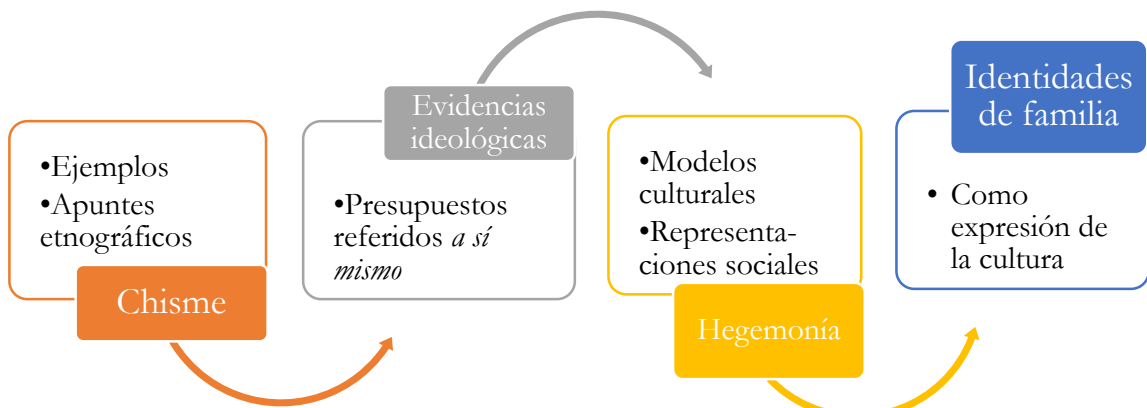 •Ejemplos
•Apuntes
etnográficos
Chisme
Evidencias
ideológicas
•Presupuestos
referidos a sí
mismo
•Modelos
culturales
•Representa-
ciones sociales
Hegemonía
Identidades
de familia
• Como
expresión de
la cultura